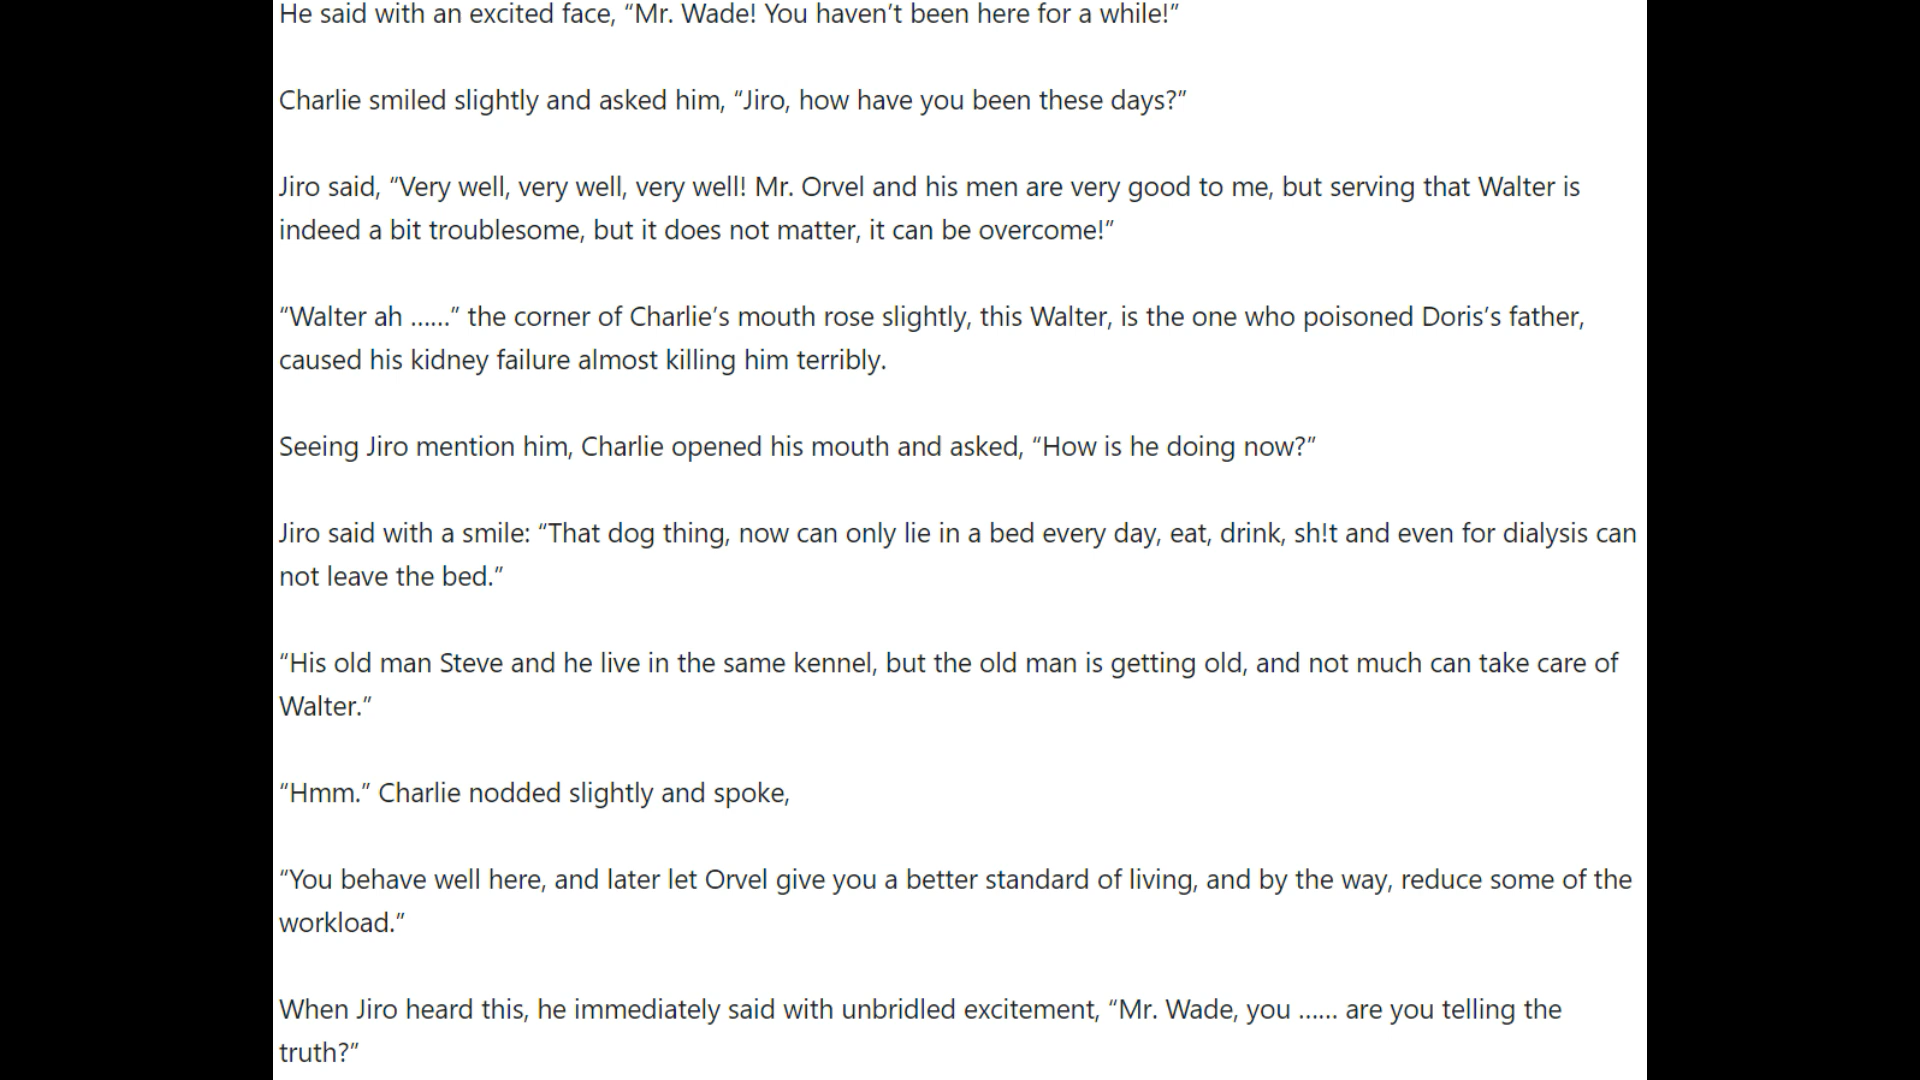 He said with an excited face, “Mr. Wade! You haven’t been here for a while!”
Charlie smiled slightly and asked him, “Jiro, how have you been these days?”
Jiro said, “Very well, very well, very well! Mr. Orvel and his men are very good to me, but serving that Walter is
indeed a bit troublesome, but it does not matter, it can be overcome!”
“Walter ah ……” the corner of Charlie’s mouth rose slightly, this Walter, is the one who poisoned Doris’s father,
caused his kidney failure almost killing him terribly.
Seeing Jiro mention him, Charlie opened his mouth and asked, “How is he doing now?”
Jiro said with a smile: “That dog thing, now can only lie in a bed every day, eat, drink, sh!t and even for dialysis can
not leave the bed.”
“His old man Steve and he live in the same kennel, but the old man is getting old, and not much can take care of
Walter.”
“Hmm.” Charlie nodded slightly and spoke,
“You behave well here, and later let Orvel give you a better standard of living, and by the way, reduce some of the
workload.”
When Jiro heard this, he immediately said with unbridled excitement, “Mr. Wade, you …… are you telling the
truth?”